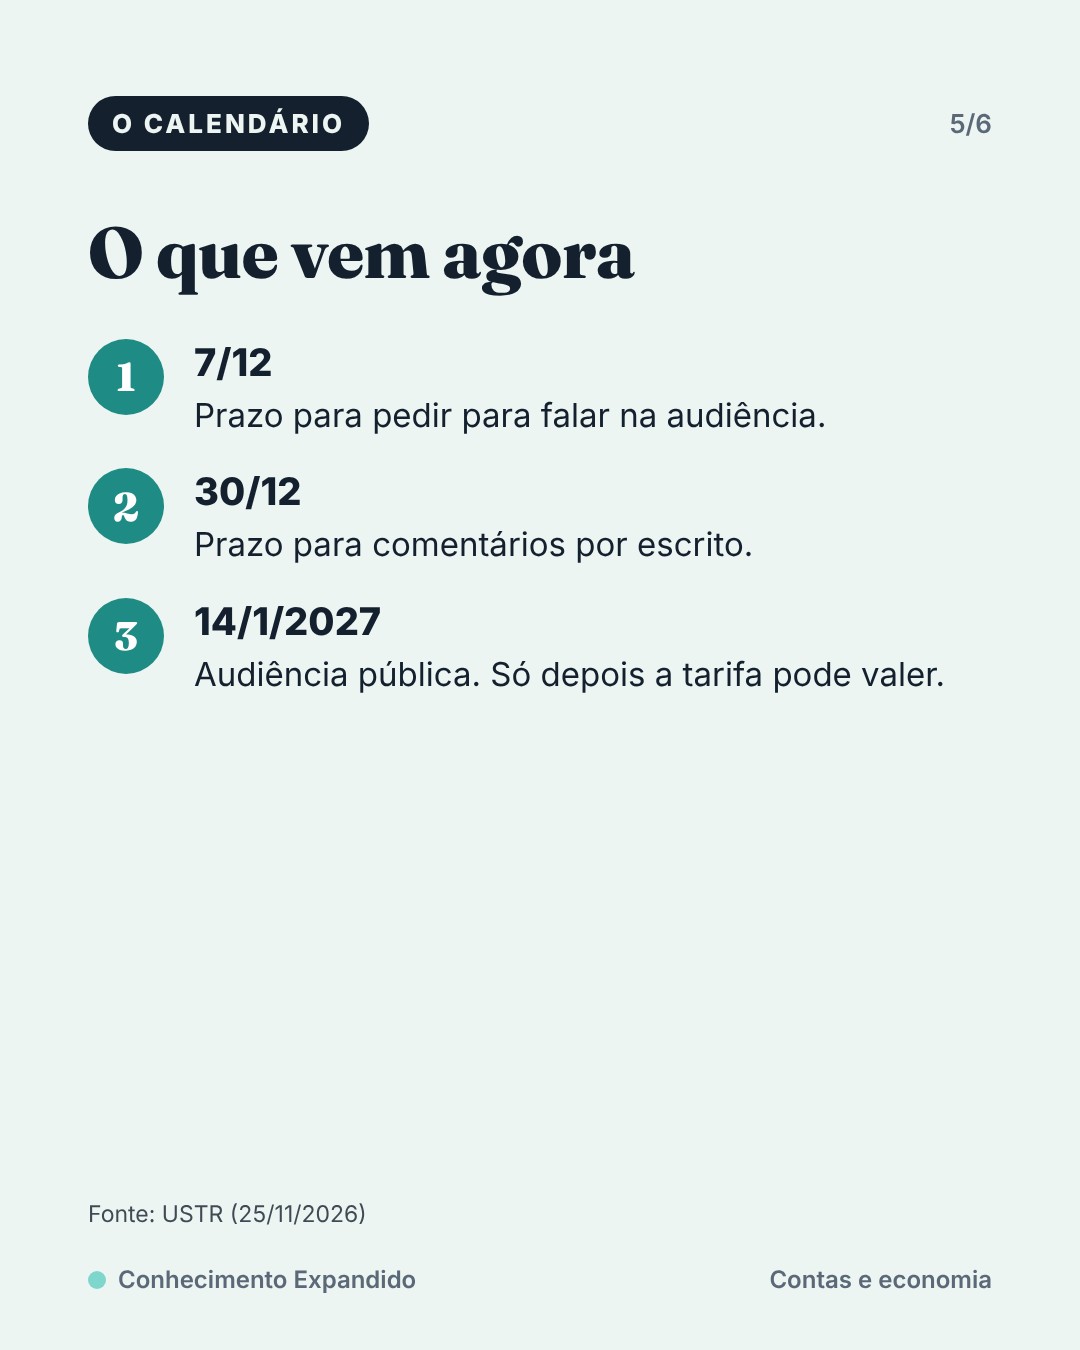 O CALENDÁRIO
5/6
O que vem agora
1
7/12
Prazo para pedir para falar na audiência.
2
30/12
Prazo para comentários por escrito.
3
14/1/2027
Audiência pública. Só depois a tarifa pode valer.
Fonte: USTR (25/11/2026)
Conhecimento Expandido
Contas e economia